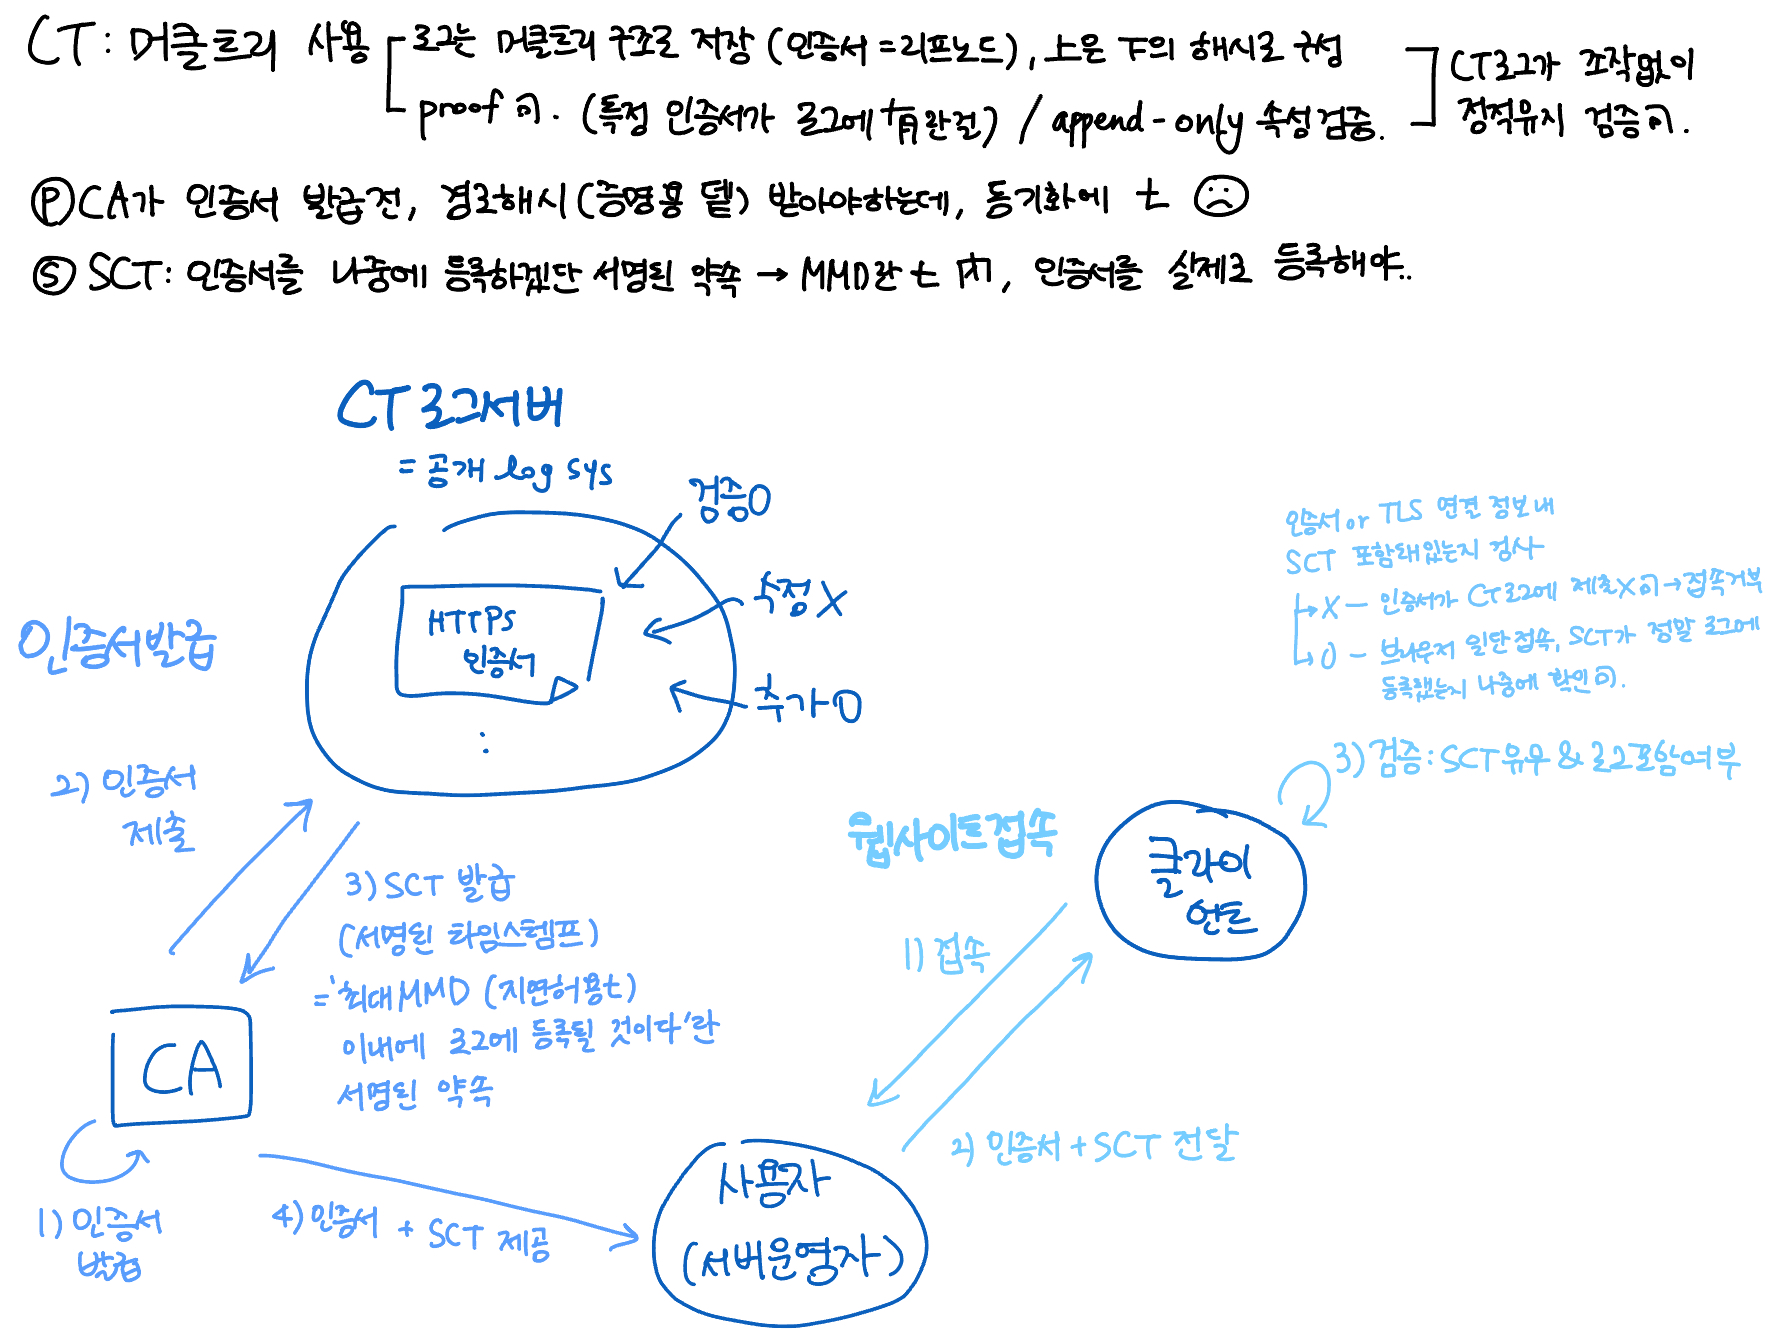 CT: 머클트리 사용
로그는 머클트리 구조로 저장 (인증서 = 리프노드), 上은 下의 해시로 구성
proof 可. (특정 인증서가 로그에 有란걸) / append-only 속성 검증.
CT로그가 조작없이
정적유지 검증可.
Ⓟ CA가 인증서 발급전, 경로해시(증명용 뎉) 받아야하는데, 동기화에 t ☹
Ⓢ SCT: 인증서를 나중에 등록하겠단 서명된 약속 → MMD란 t 内, 인증서를 실제로 등록해야..
CT 로그서버
= 공개 log sys
검증O
수정X
추가O
HTTPS
인증서
:
인증서발급
2) 인증서
제출
3) SCT 발급
(서명된 타임스템프)
= '최대 MMD (지연허용t)
이내에 로그에 등록될 것이다'란
서명된 약속
CA
1) 인증서
발급
4) 인증서 + SCT 제공
사용자
(서버운영자)
인증서 or TLS 연결 정보내
SCT 포함돼있는지 검사
→ X – 인증서가 CT로그에 제출X 可 → 접속거부
→ O – 브라우저 일단접속, SCT가 정말 로그에
등록됐는지 나중에 확인可.
3) 검증: SCT유무 & 로그포함여부
웹사이트접속
클라이
언트
1) 접속
2) 인증서 + SCT 전달